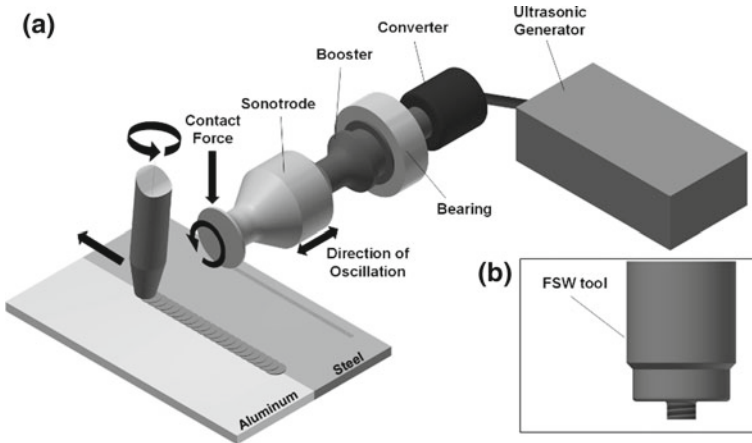 (a)
Converter
Ultrasonic
Generator
Booster
Sonotrode
Contact
Force
Bearing
Direction of
Oscillation
Steel
Aluminum
(b)
FSW tool